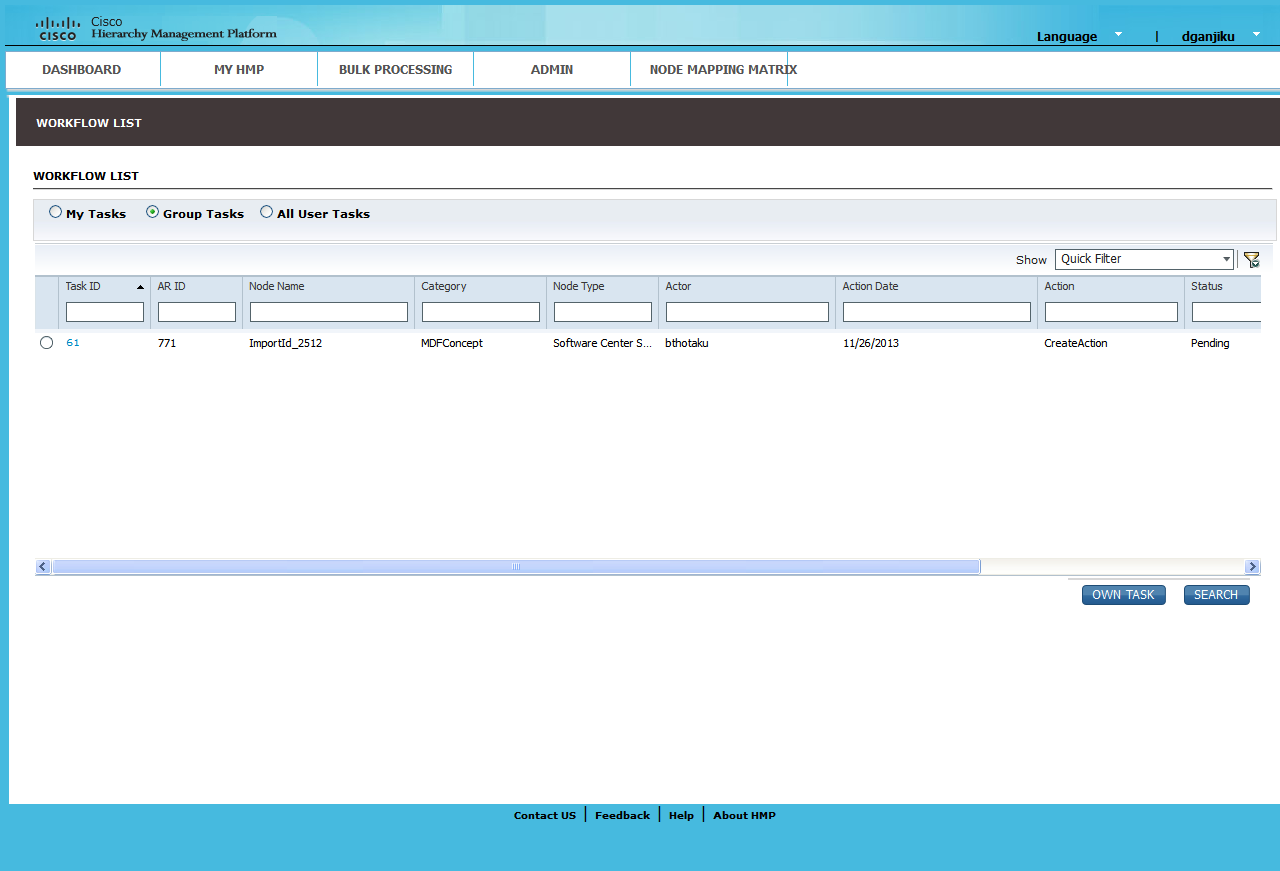 Cisco
CISCO Hierarchy Management Platform
Language | dganjiku
DASHBOARD MY HMP BULK PROCESSING ADMIN NODE MAPPING MATRIX
WORKFLOW LIST
WORKFLOW LIST
My Tasks Group Tasks All User Tasks
Show Quick Filter
Task ID AR ID Node Name Category Node Type Actor Action Date Action Status
61 771 ImportId_2512 MDFConcept Software Center S... bthotaku 11/26/2013 CreateAction Pending
OWN TASK SEARCH
Contact US | Feedback | Help | About HMP